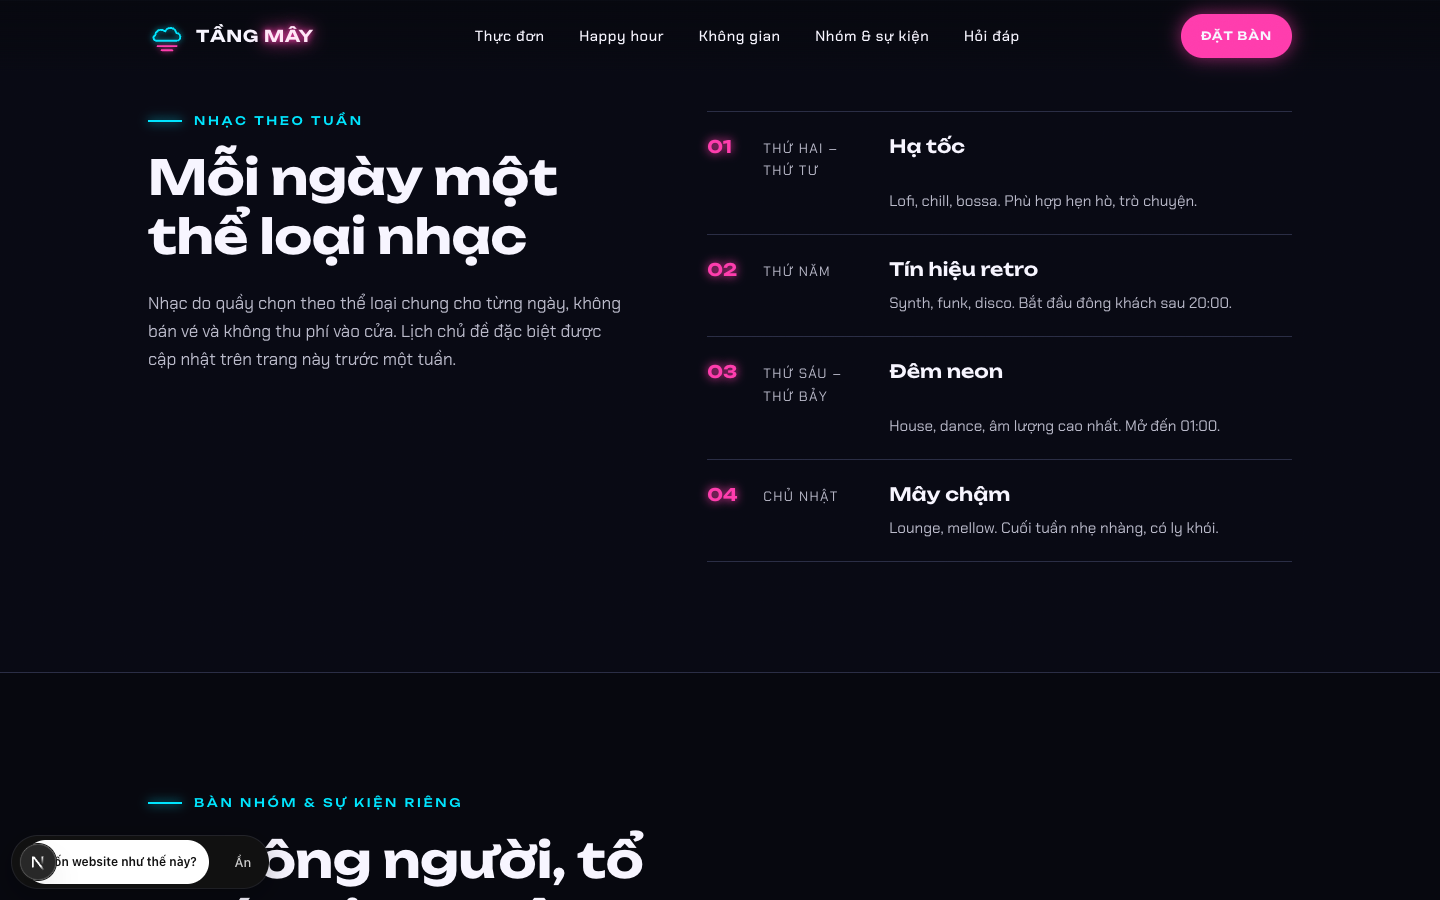 TẦNG MÂY
Thực đơn
Happy hour
Không gian
Nhóm & sự kiện
Hỏi đáp
ĐẶT BÀN
NHẠC THEO TUẦN
Mỗi ngày một
thể loại nhạc
Nhạc do quầy chọn theo thể loại chung cho từng ngày, không
bán vé và không thu phí vào cửa. Lịch chủ đề đặc biệt được
cập nhật trên trang này trước một tuần.
01
THỨ HAI –
THỨ TƯ
Hạ tốc
Lofi, chill, bossa. Phù hợp hẹn hò, trò chuyện.
02
THỨ NĂM
Tín hiệu retro
Synth, funk, disco. Bắt đầu đông khách sau 20:00.
03
THỨ SÁU –
THỨ BẢY
Đêm neon
House, dance, âm lượng cao nhất. Mở đến 01:00.
04
CHỦ NHẬT
Mây chậm
Lounge, mellow. Cuối tuần nhẹ nhàng, có ly khói.
BÀN NHÓM & SỰ KIỆN RIÊNG
người, tổ
N
website như thế này?
Ẩn